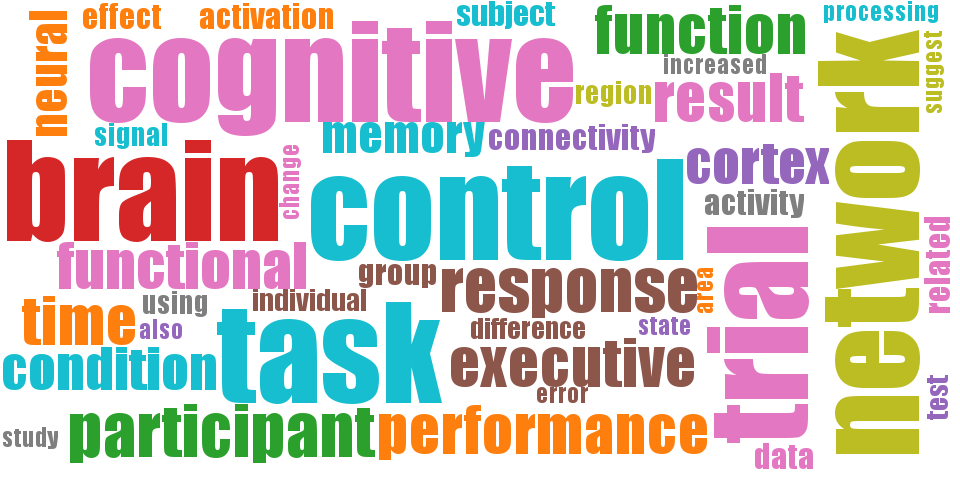 effect
activation
subject
processing
neural
cognitive
function
increased
suggest
region
result
network
signal
memory
connectivity
brain
change
control
cortex
activity
functional
group
response
area
trial
related
time
using
individual
also
task
difference
state
condition
executive
error
test
study
participant
performance
data